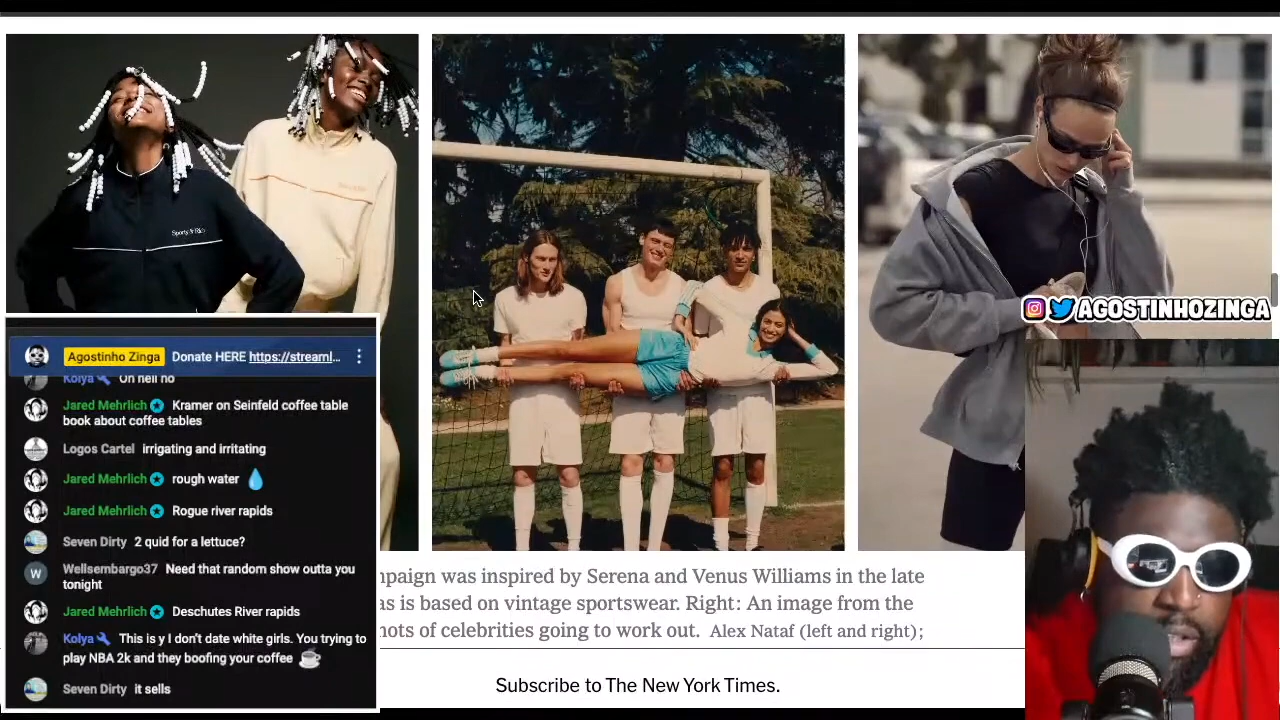 Sporty & Rich
AGOSTINHOZINGA
Agostinho Zinga Donate HERE https://streaml...
Kolya Oh hell no
Jared Mehrlich Kramer on Seinfeld coffee table
book about coffee tables
Logos Cartel irrigating and irritating
Jared Mehrlich rough water 💧
Jared Mehrlich Rogue river rapids
Seven Dirty 2 quid for a lettuce?
W Wellsembargo37 Need that random show outta you
tonight
Jared Mehrlich Deschutes River rapids
Kolya This is y I don't date white girls. You trying to
play NBA 2k and they boofing your coffee ☕
Seven Dirty it sells
mpaign was inspired by Serena and Venus Williams in the late
as is based on vintage sportswear. Right: An image from the
hots of celebrities going to work out. Alex Nataf (left and right);
Subscribe to The New York Times.